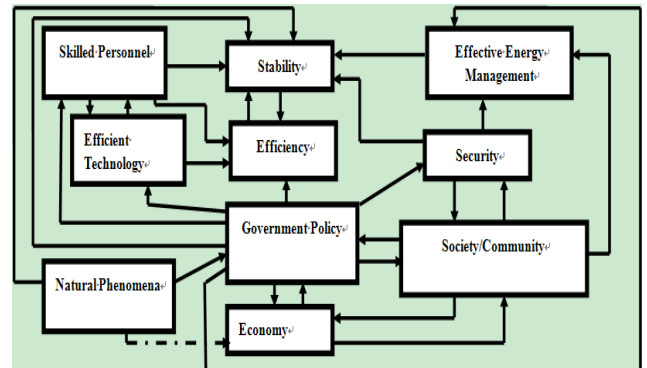 Skilled Personnel
Stability
Effective Energy
Management
Efficient
Technology
Efficiency
Security
Government Policy
Society/Community
Natural Phenomena
Economy